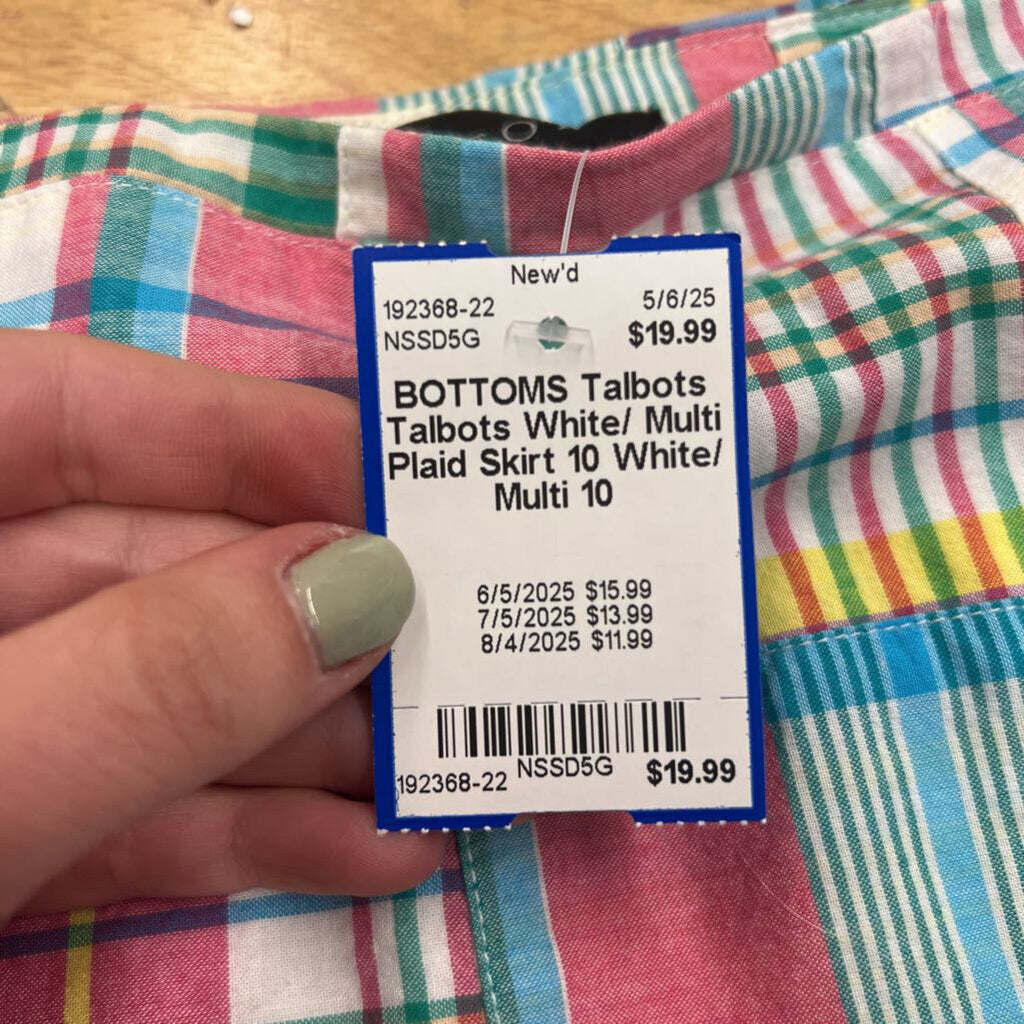 New'd
192368-22 5/6/25
NSSD5G $19.99
BOTTOMS Talbots
Talbots White/ Multi
Plaid Skirt 10 White/
Multi 10
6/5/2025 $15.99
7/5/2025 $13.99
8/4/2025 $11.99
192368-22 NSSD5G $19.99